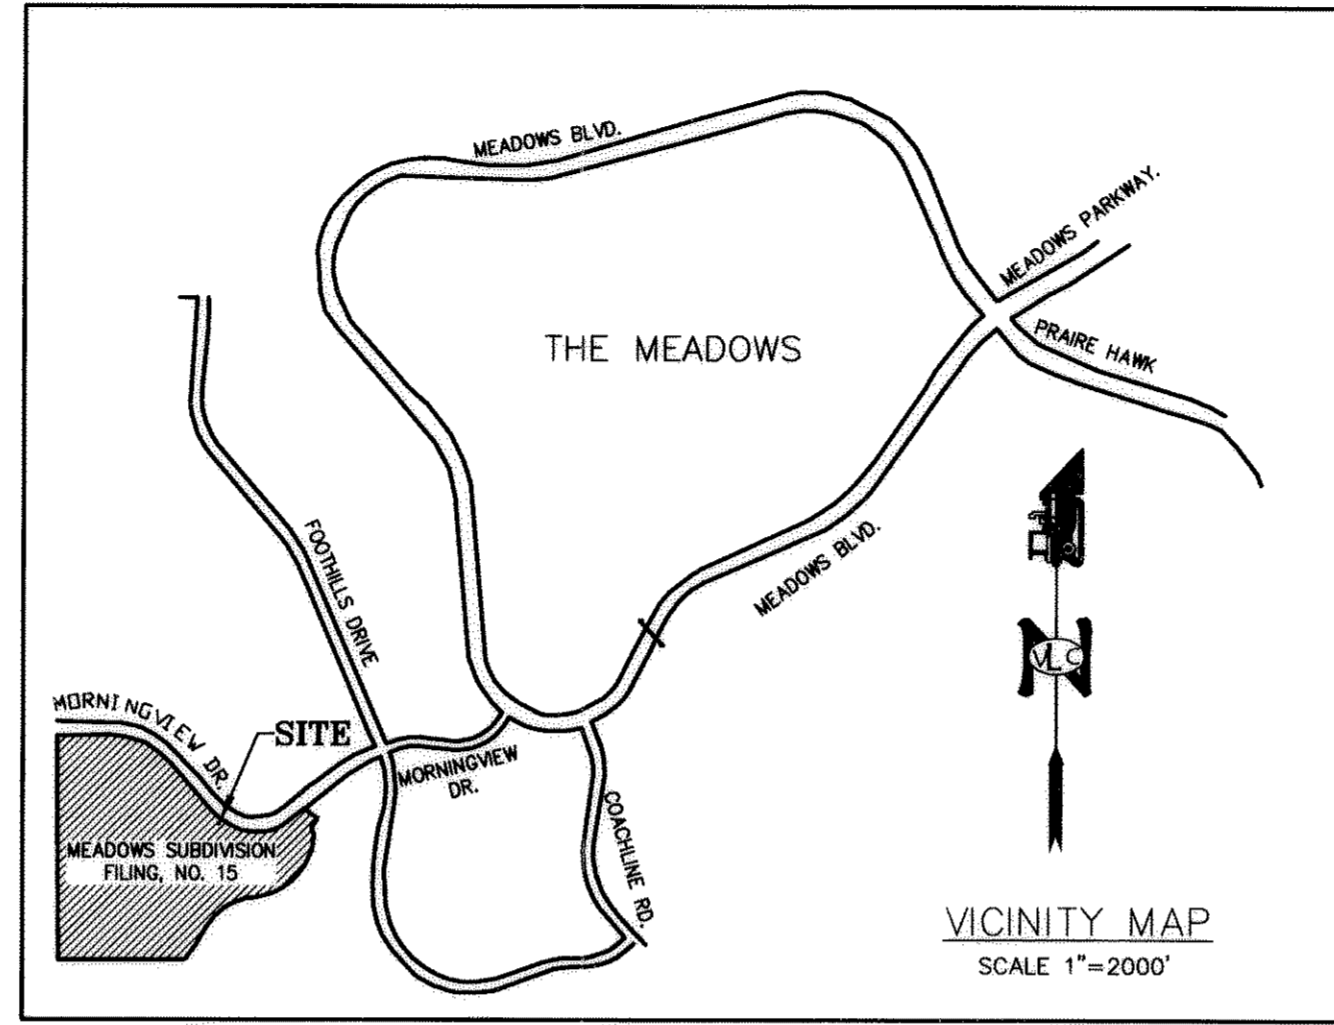 MEADOWS BLVD.
MEADOWS PARKWAY.
PRAIRE HAWK
THE MEADOWS
FOOTHILLS DRIVE
MEADOWS BLVD.
MORNINGVIEW DR.
SITE
MORNINGVIEW
DR.
COACHLINE RD.
MEADOWS SUBDIVISION
FILING, NO. 15
N
VLC
VICINITY MAP
SCALE 1"=2000'